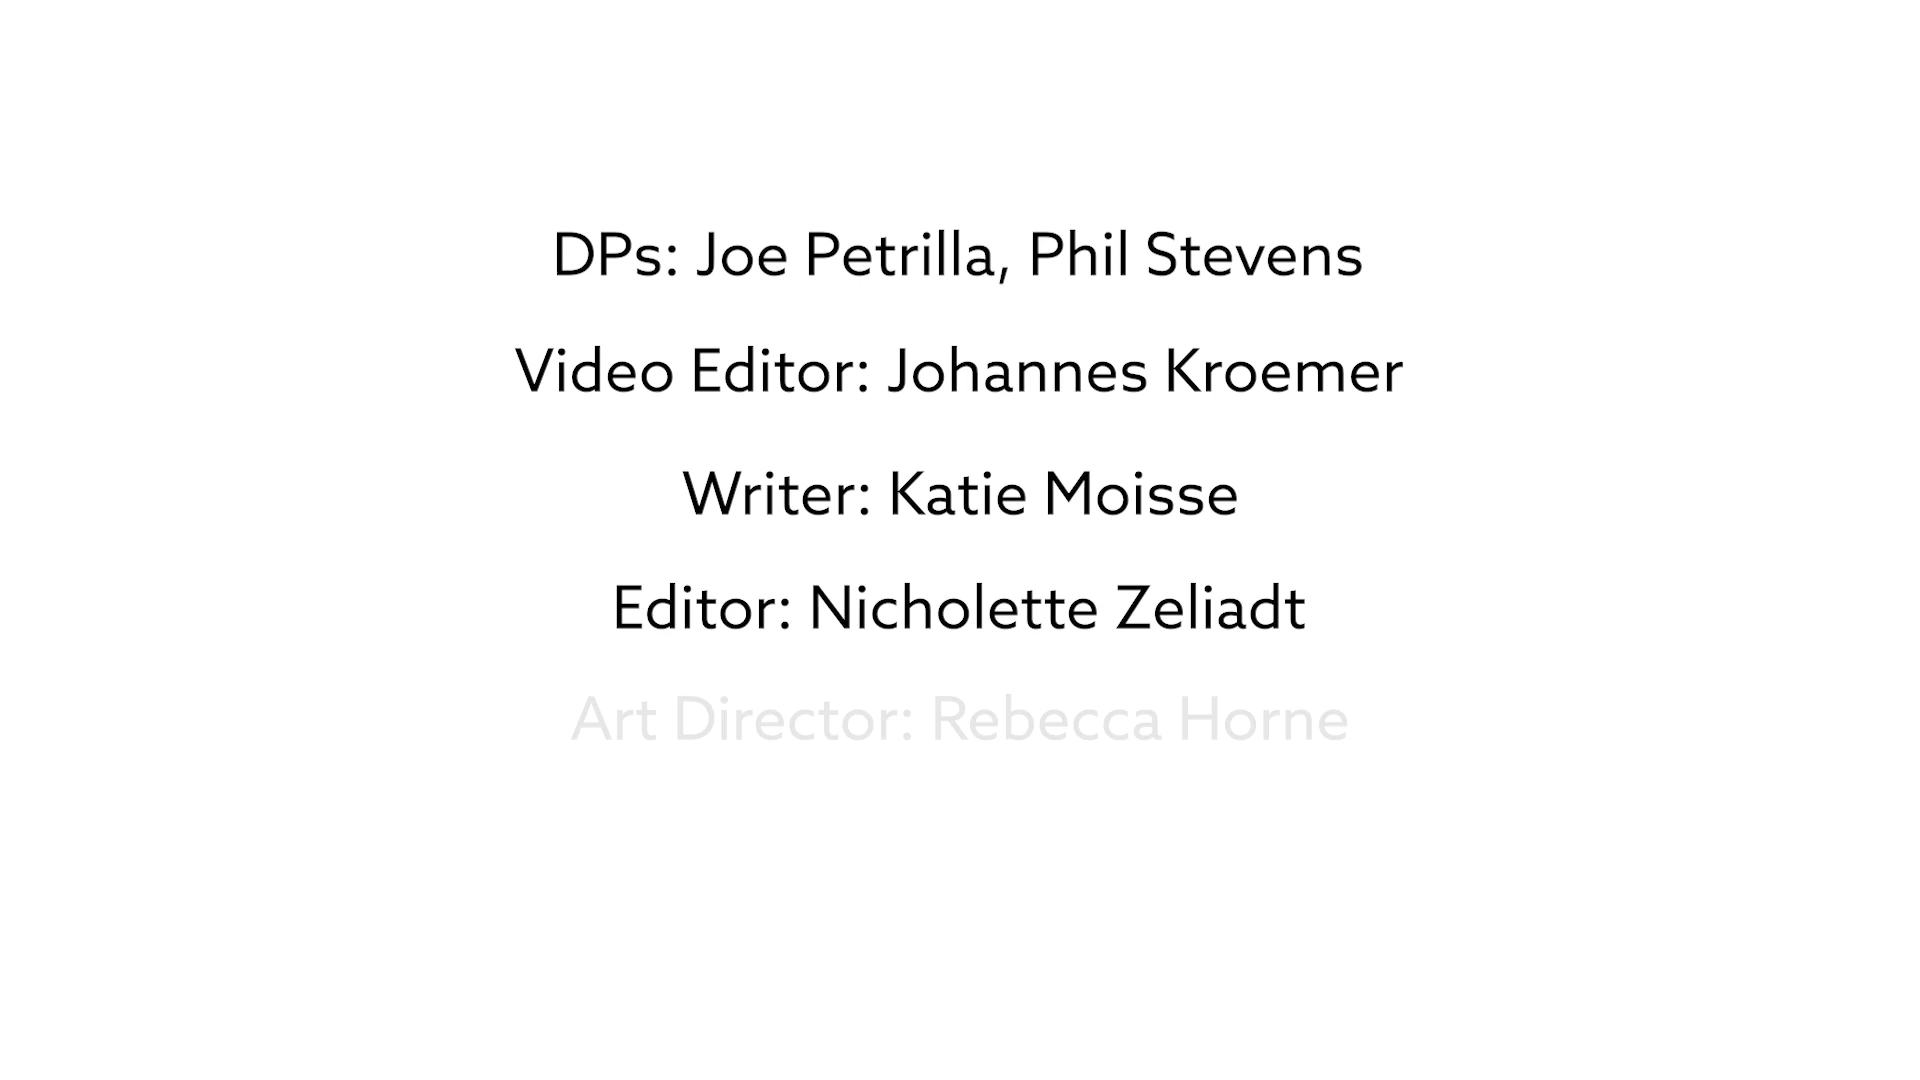 DPs: Joe Petrilla, Phil Stevens
Video Editor: Johannes Kroemer
Writer: Katie Moisse
Editor: Nicholette Zeliadt
Art Director: Rebecca Horne